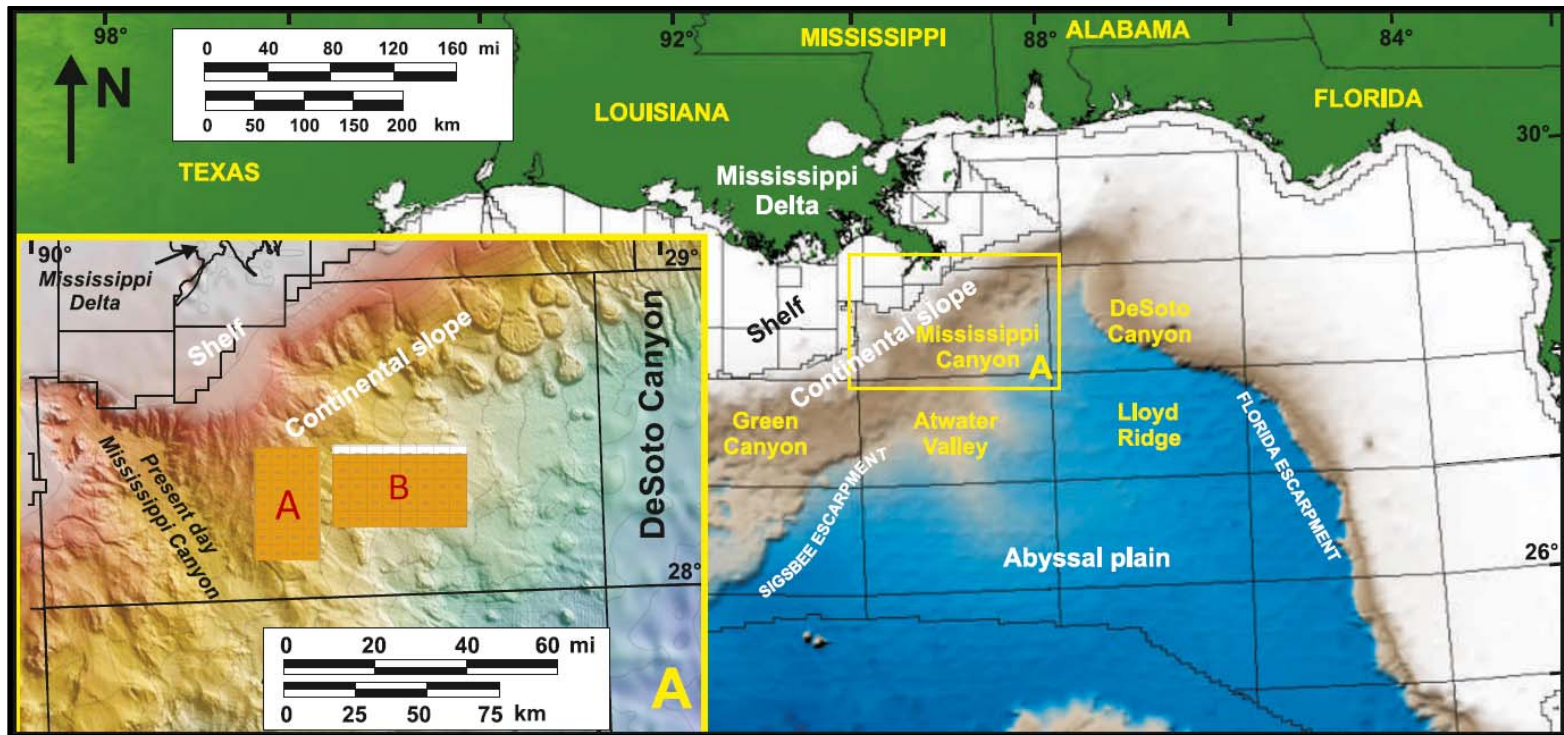 98°
92°
88°
84°
MISSISSIPPI
ALABAMA
0 40 80 120 160 mi
0 50 100 150 200 km
N
LOUISIANA
FLORIDA
30°
TEXAS
Mississippi
Delta
90°
29°
Mississippi
Delta
Shelf
Continental slope
DeSoto Canyon
Present day
Mississippi Canyon
A
B
28°
0 20 40 60 mi
0 25 50 75 km
A
Shelf
Continental slope
Mississippi
Canyon
A
DeSoto
Canyon
Green
Canyon
Atwater
Valley
Lloyd
Ridge
SIGSBEE ESCARPMENT
FLORIDA ESCARPMENT
Abyssal plain
26°